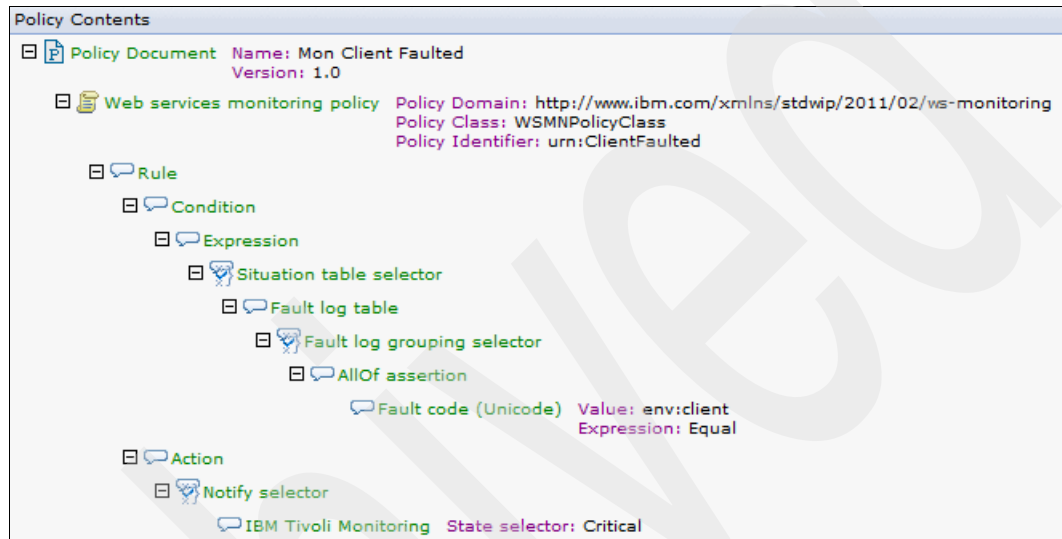 Policy Contents
Policy Document Name: Mon Client Faulted
Version: 1.0
Web services monitoring policy Policy Domain: http://www.ibm.com/xmlns/stdwip/2011/02/ws-monitoring
Policy Class: WSMNPolicyClass
Policy Identifier: urn:ClientFaulted
Rule
Condition
Expression
Situation table selector
Fault log table
Fault log grouping selector
AllOf assertion
Fault code (Unicode) Value: env:client
Expression: Equal
Action
Notify selector
IBM Tivoli Monitoring State selector: Critical